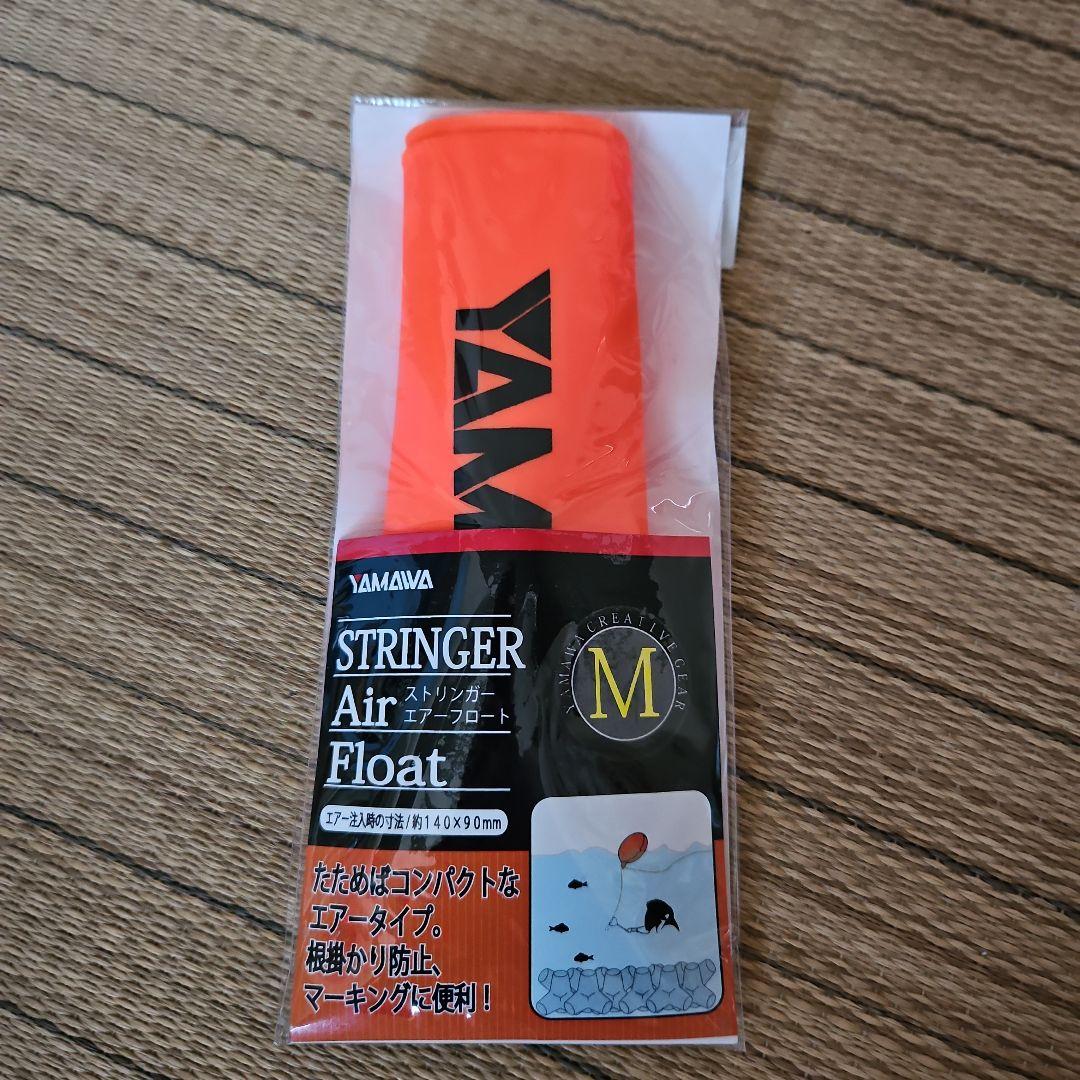 YAM
YAMAWA
STRINGER
Air
ストリンガー
エアーフロート
Float
YAMAWA CREATIVE GEAR
M
エアー注入時の寸法/約140×90mm
たためばコンパクトな
エアータイプ。
根掛かり防止、
マーキングに便利!